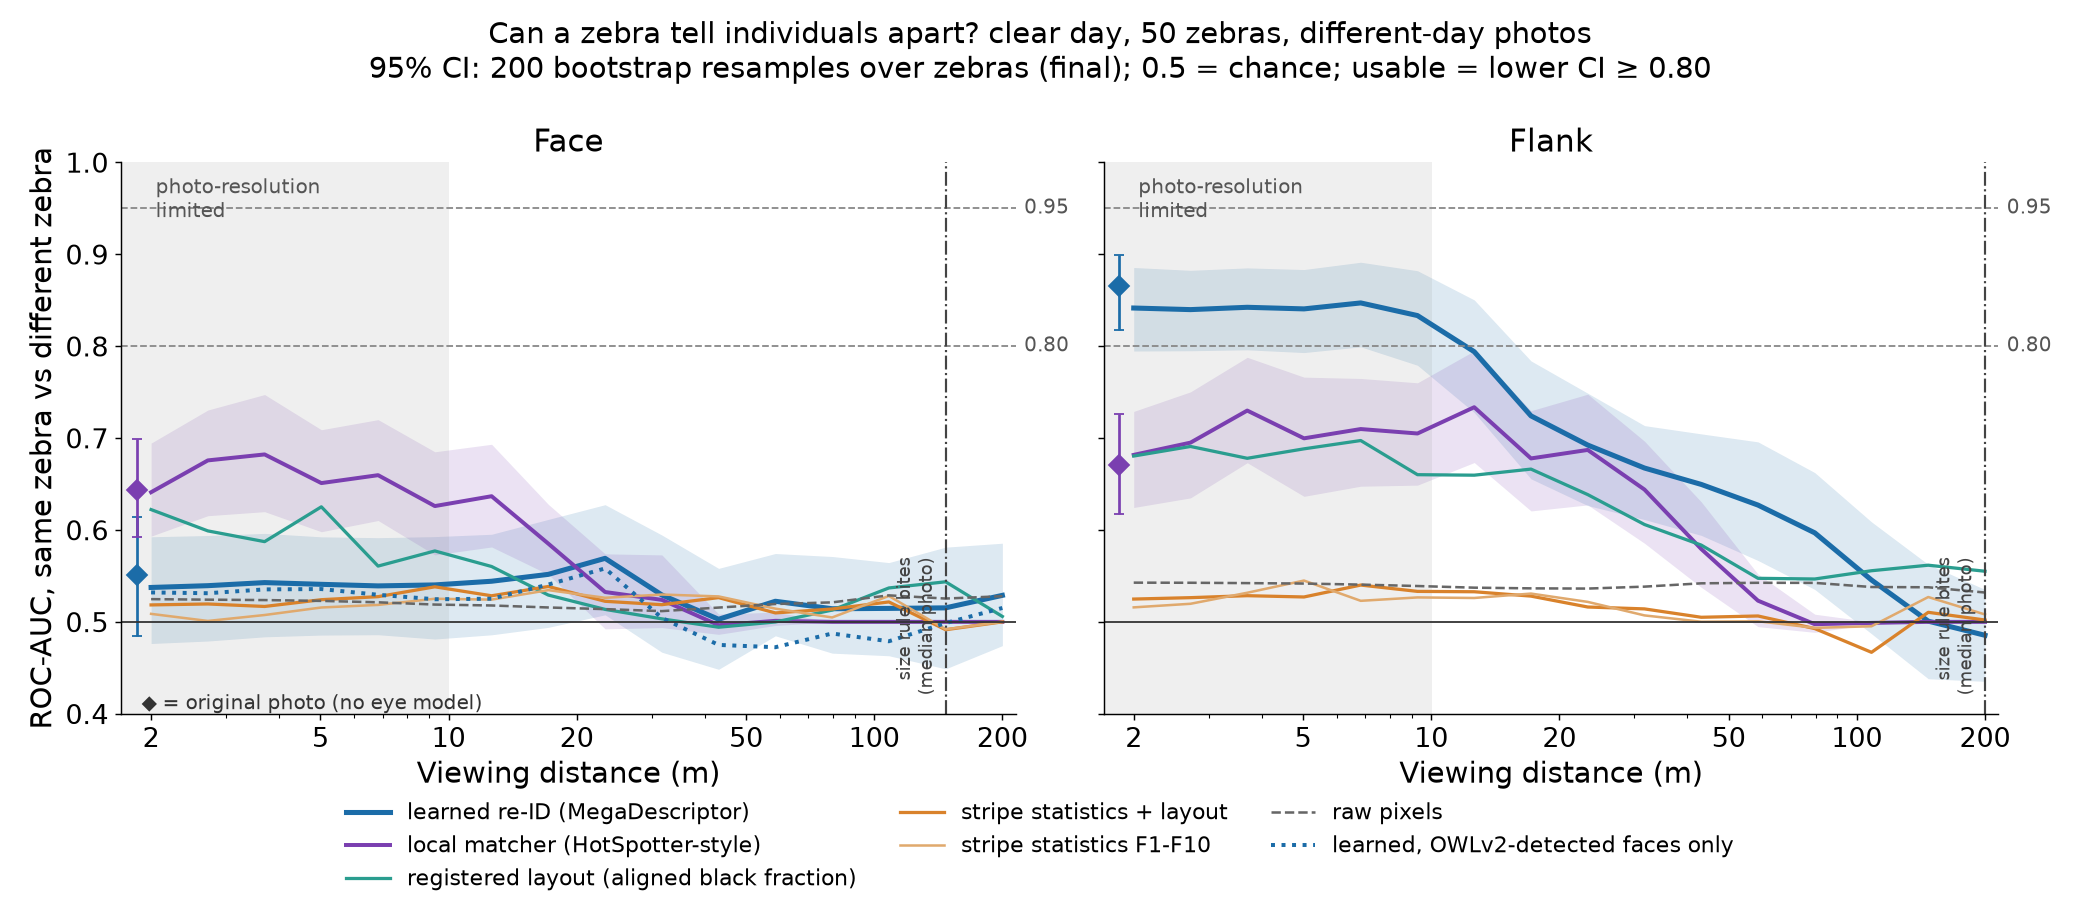 Can a zebra tell individuals apart? clear day, 50 zebras, different-day photos
95% CI: 200 bootstrap resamples over zebras (final); 0.5 = chance; usable = lower CI ≥ 0.80
Face
Flank
ROC-AUC, same zebra vs different zebra
1.0
0.9
0.8
0.7
0.6
0.5
0.4
photo-resolution
limited
0.95
0.80
size rule bites
(median photo)
◆ = original photo (no eye model)
2 5 10 20 50 100 200
Viewing distance (m)
photo-resolution
limited
0.95
0.80
size rule bites
(median photo)
2 5 10 20 50 100 200
Viewing distance (m)
learned re-ID (MegaDescriptor)
local matcher (HotSpotter-style)
registered layout (aligned black fraction)
stripe statistics + layout
stripe statistics F1-F10
raw pixels
learned, OWLv2-detected faces only